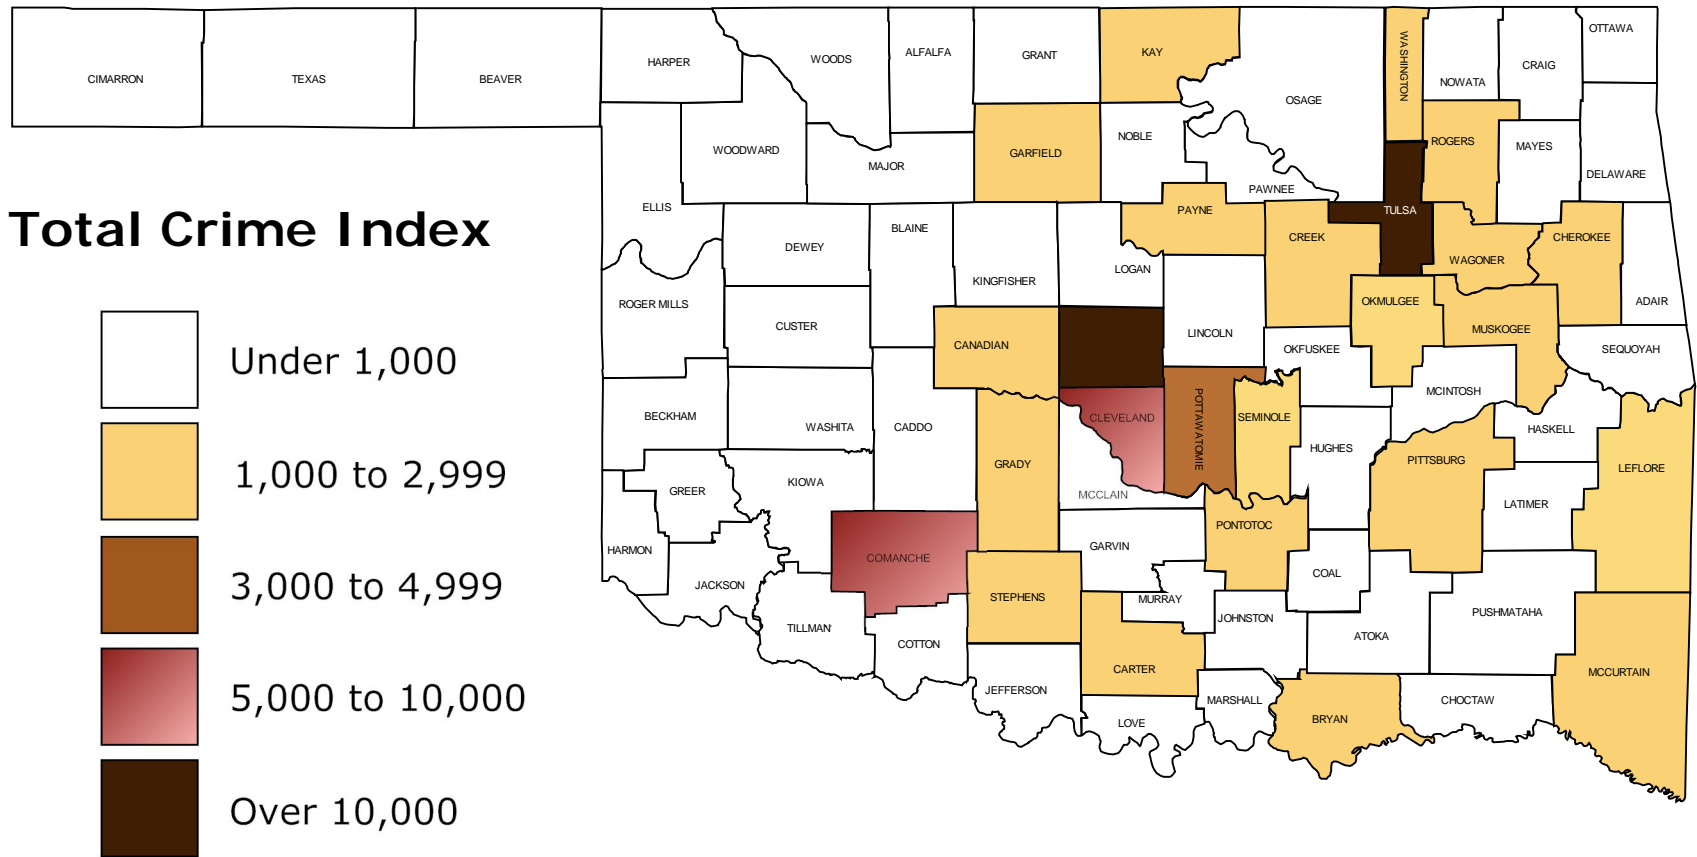 CIMARRON
TEXAS
BEAVER
HARPER
WOODS
ALFALFA
GRANT
KAY
OSAGE
WASHINGTON
NOWATA
CRAIG
OTTAWA
WOODWARD
MAJOR
GARFIELD
NOBLE
PAWNEE
ROGERS
MAYES
DELAWARE
Total Crime Index
ELLIS
DEWEY
BLAINE
KINGFISHER
LOGAN
PAYNE
CREEK
TULSA
WAGONER
CHEROKEE
ADAIR
ROGER MILLS
CUSTER
CANADIAN
LINCOLN
OKFUSKEE
OKMULGEE
MUSKOGEE
SEQUOYAH
MCINTOSH
Under 1,000
BECKHAM
WASHITA
CADDO
GRADY
CLEVELAND
POTTAWATOMIE
SEMINOLE
HUGHES
PITTSBURG
HASKELL
LEFLORE
1,000 to 2,999
GREER
KIOWA
MCCLAIN
PONTOTOC
LATIMER
HARMON
JACKSON
COMANCHE
GARVIN
COAL
3,000 to 4,999
TILLMAN
COTTON
STEPHENS
MURRAY
JOHNSTON
ATOKA
PUSHMATAHA
MCCURTAIN
5,000 to 10,000
JEFFERSON
CARTER
LOVE
MARSHALL
BRYAN
CHOCTAW
Over 10,000